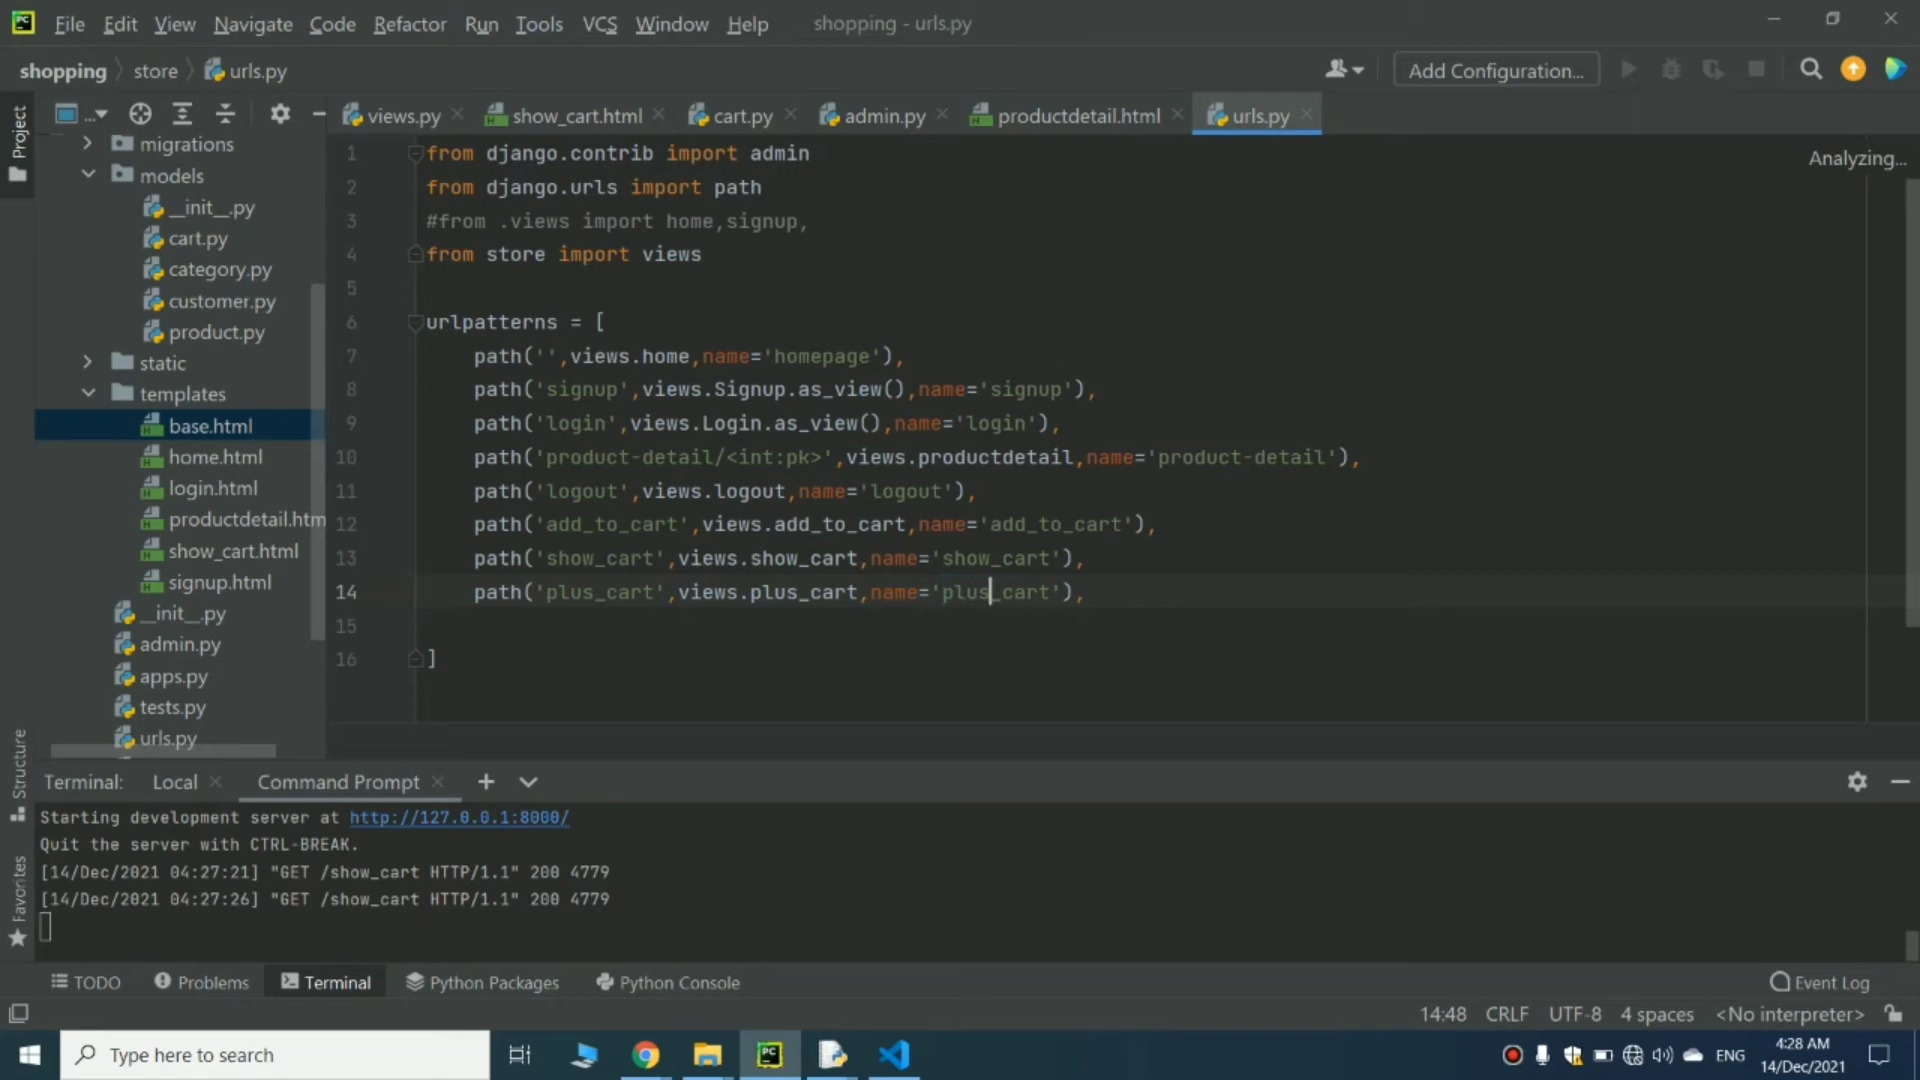 File Edit View Navigate Code Refactor Run Tools VCS Window Help shopping - urls.py
shopping store urls.py Add Configuration...
Project
... views.py show_cart.html cart.py admin.py productdetail.html urls.py
migrations
models
__init__.py
cart.py
category.py
customer.py
product.py
static
templates
base.html
home.html
login.html
productdetail.htm
show_cart.html
signup.html
__init__.py
admin.py
apps.py
tests.py
urls.py
Analyzing...
1 from django.contrib import admin
2 from django.urls import path
3 #from .views import home,signup,
4 from store import views
5
6 urlpatterns = [
7 path('',views.home,name='homepage'),
8 path('signup',views.Signup.as_view(),name='signup'),
9 path('login',views.Login.as_view(),name='login'),
10 path('product-detail/<int:pk>',views.productdetail,name='product-detail'),
11 path('logout',views.logout,name='logout'),
12 path('add_to_cart',views.add_to_cart,name='add_to_cart'),
13 path('show_cart',views.show_cart,name='show_cart'),
14 path('plus_cart',views.plus_cart,name='plus_cart'),
15
16 ]
Structure
Favorites
Terminal: Local Command Prompt
Starting development server at http://127.0.0.1:8000/
Quit the server with CTRL-BREAK.
[14/Dec/2021 04:27:21] "GET /show_cart HTTP/1.1" 200 4779
[14/Dec/2021 04:27:26] "GET /show_cart HTTP/1.1" 200 4779
TODO Problems Terminal Python Packages Python Console Event Log
14:48 CRLF UTF-8 4 spaces <No interpreter>
Type here to search
ENG
4:28 AM
14/Dec/2021